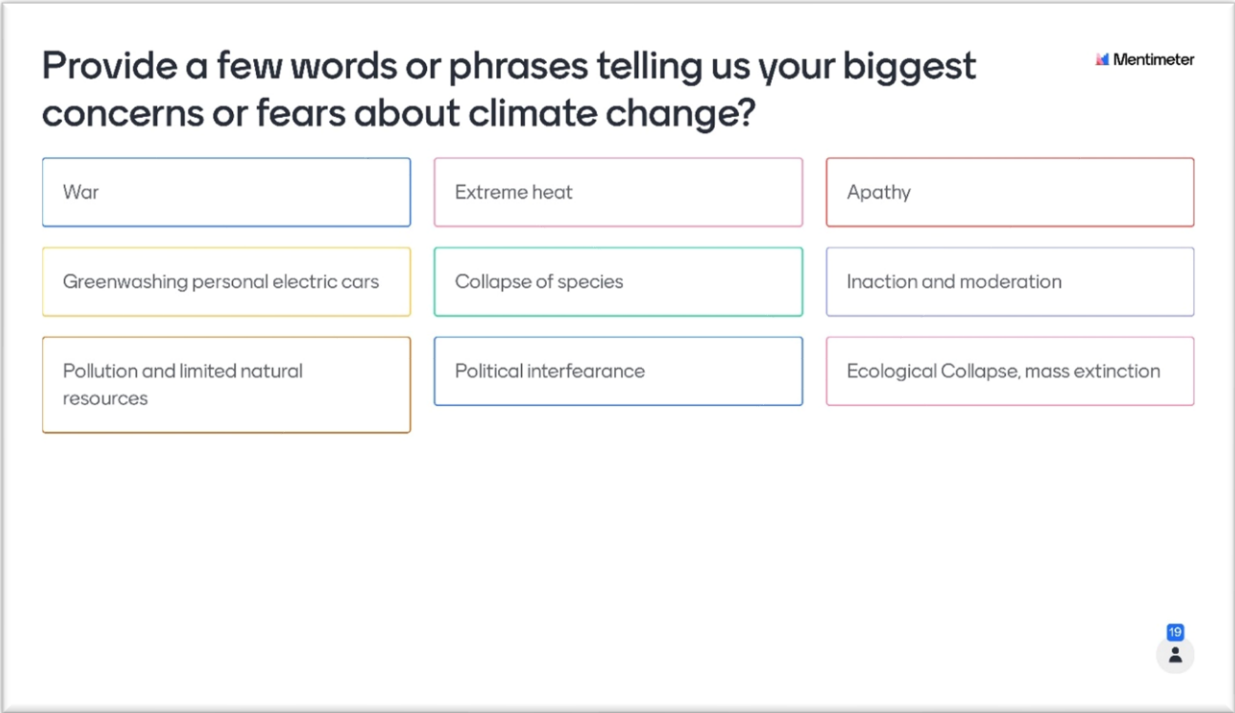 Provide a few words or phrases telling us your biggest
concerns or fears about climate change?
Mentimeter
War
Extreme heat
Apathy
Greenwashing personal electric cars
Collapse of species
Inaction and moderation
Pollution and limited natural
resources
Political interfearance
Ecological Collapse, mass extinction
19